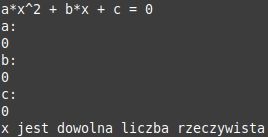 a*x^2 + b*x + c = 0
a:
0
b:
0
c:
0
x jest dowolna liczba rzeczywista